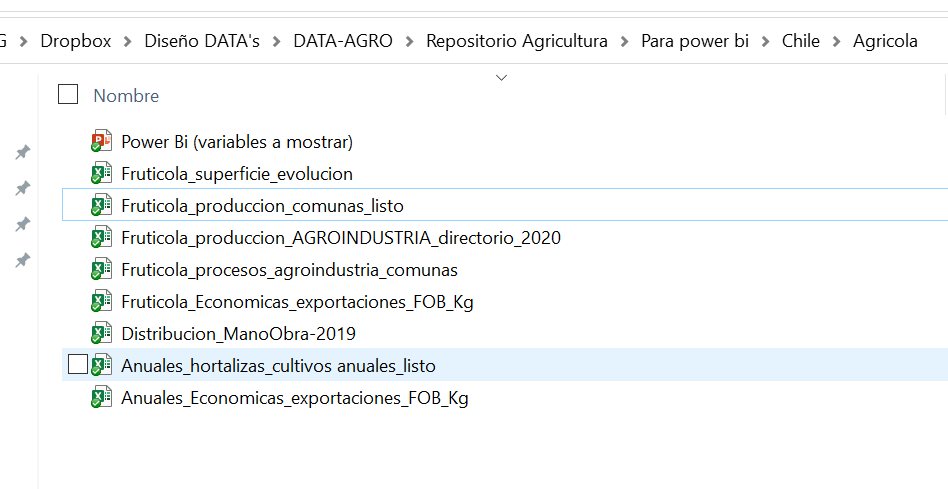 G > Dropbox > Diseño DATA's > DATA-AGRO > Repositorio Agricultura > Para power bi > Chile > Agricola
Nombre
Power Bi (variables a mostrar)
Fruticola_superficie_evolucion
Fruticola_produccion_comunas_listo
Fruticola_produccion_AGROINDUSTRIA_directorio_2020
Fruticola_procesos_agroindustria_comunas
Fruticola_Economicas_exportaciones_FOB_Kg
Distribucion_ManoObra-2019
Anuales_hortalizas_cultivos anuales_listo
Anuales_Economicas_exportaciones_FOB_Kg